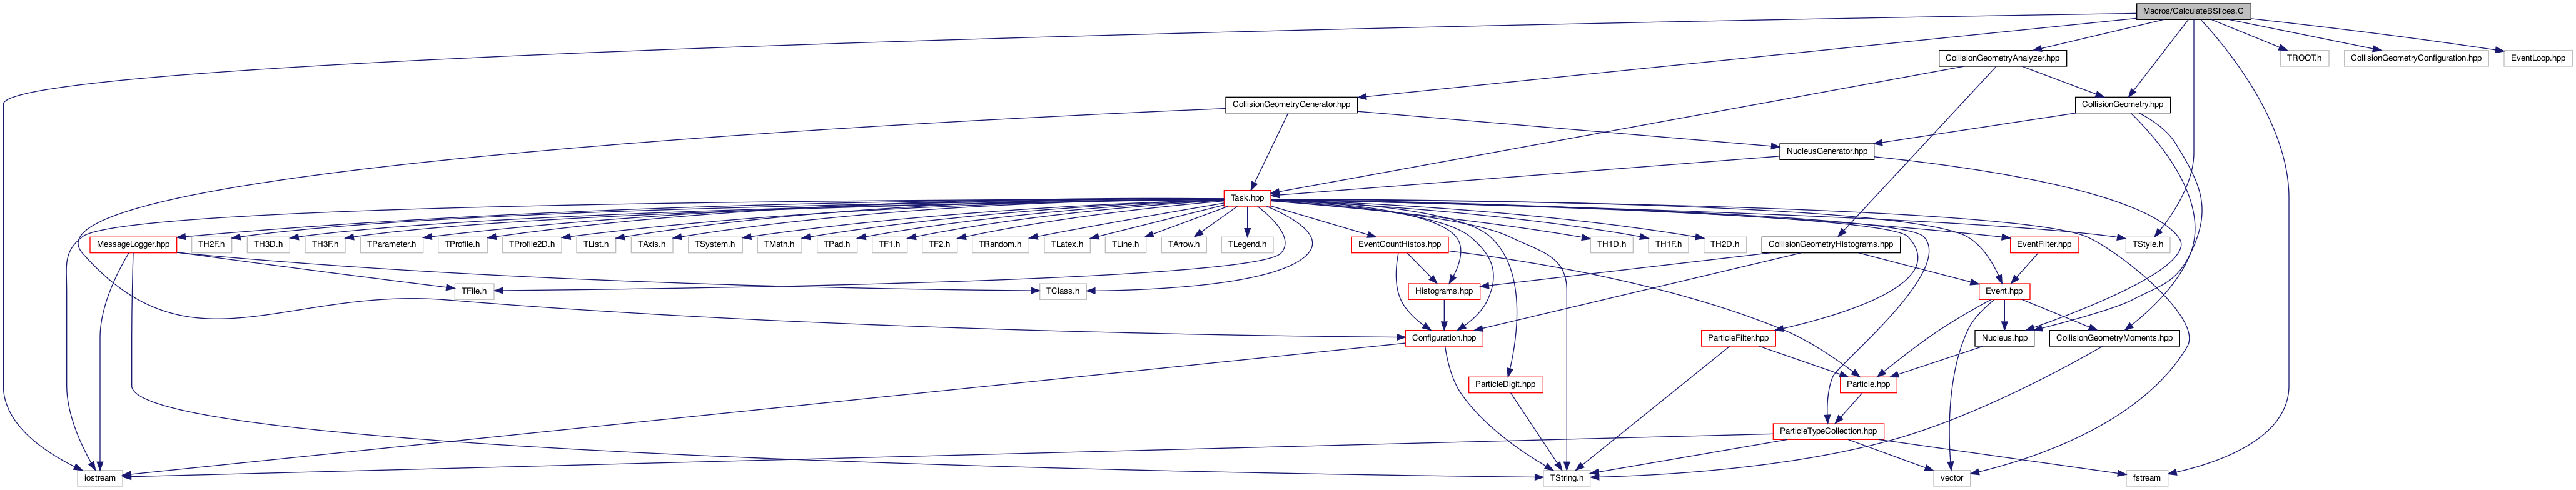 Macros/CalculateBSlices.C
CollisionGeometryAnalyzer.hpp
TROOT.h
CollisionGeometryConfiguration.hpp
EventLoop.hpp
CollisionGeometryGenerator.hpp
CollisionGeometry.hpp
NucleusGenerator.hpp
Task.hpp
MessageLogger.hpp
TH2F.h
TH3D.h
TH3F.h
TParameter.h
TProfile.h
TProfile2D.h
TList.h
TAxis.h
TSystem.h
TMath.h
TPad.h
TF1.h
TF2.h
TRandom.h
TLatex.h
TLine.h
TArrow.h
TLegend.h
EventCountHistos.hpp
CollisionGeometryHistograms.hpp
TH1D.h
TH1F.h
TH2D.h
EventFilter.hpp
TStyle.h
TFile.h
TClass.h
Histograms.hpp
Event.hpp
Configuration.hpp
ParticleFilter.hpp
Nucleus.hpp
CollisionGeometryMoments.hpp
ParticleDigit.hpp
Particle.hpp
ParticleTypeCollection.hpp
iostream
TString.h
vector
fstream